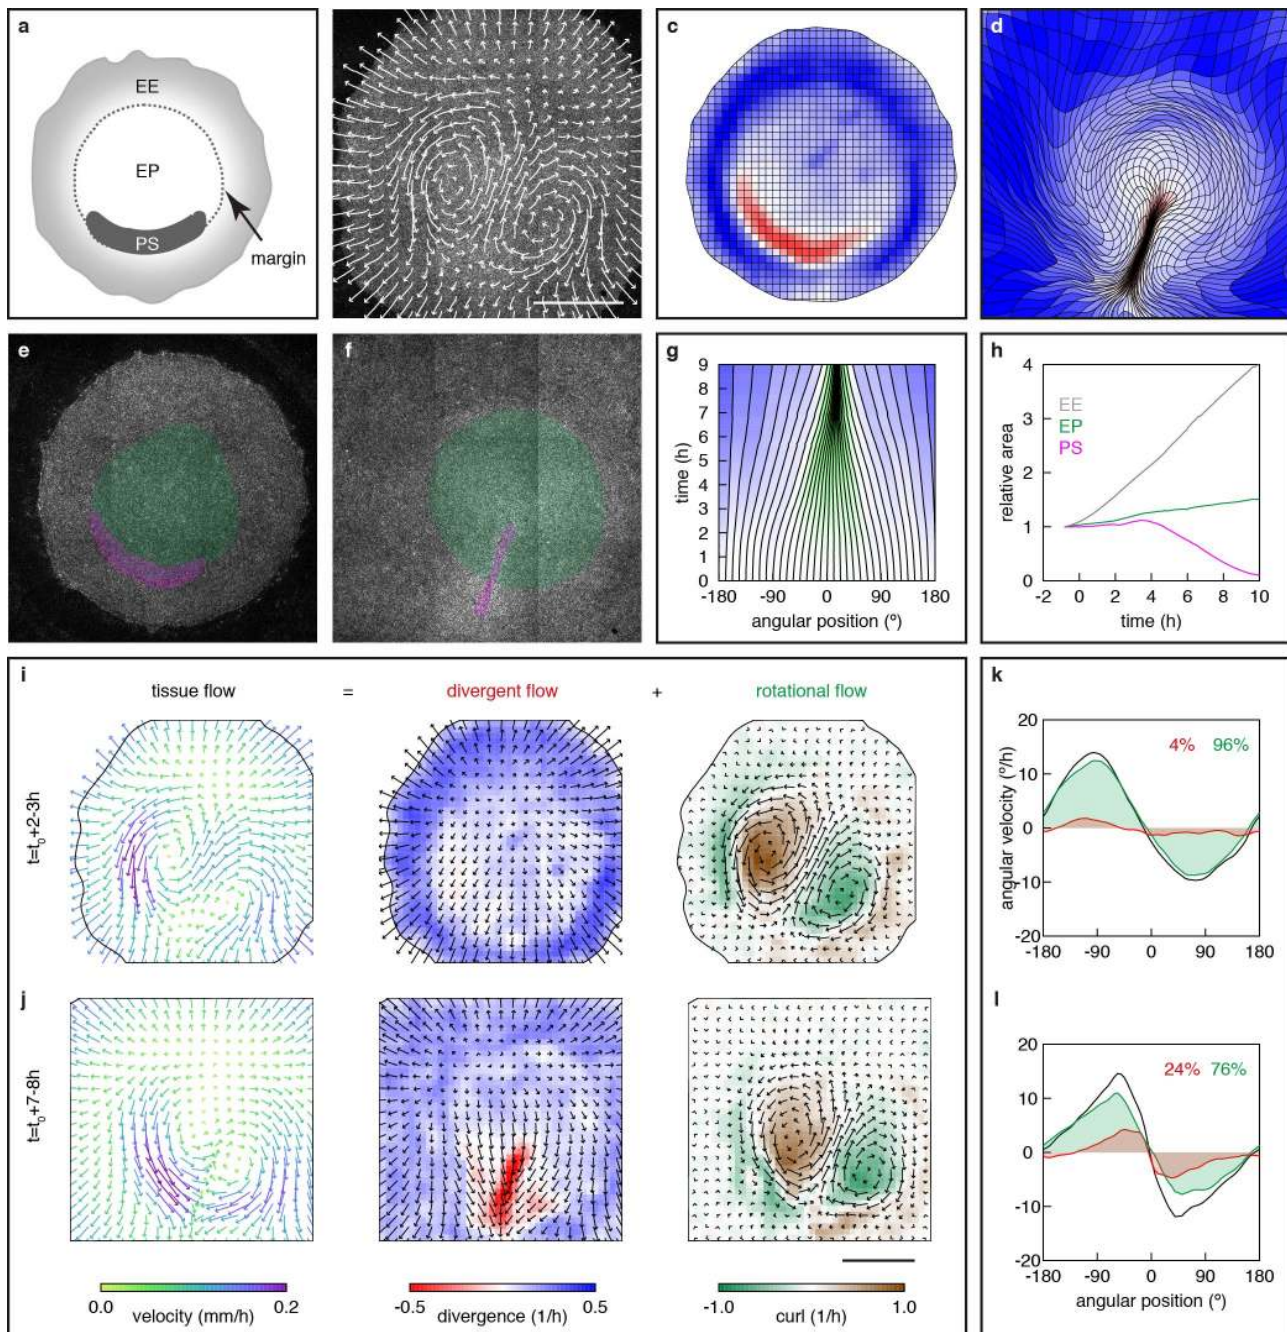 a
EE
EP
PS
margin
c
d
e
f
g
9
8
7
6
5
4
3
2
1
0
time (h)
-180 -90 0 90 180
angular position (º)
h
4
3
2
1
0
relative area
EE
EP
PS
-2 0 2 4 6 8 10
time (h)
i
tissue flow = divergent flow + rotational flow
t=t0+2-3h
j
t=t0+7-8h
0.0 0.2
velocity (mm/h)
-0.5 0.5
divergence (1/h)
-1.0 1.0
curl (1/h)
k
20
10
0
-10
-20
angular velocity (º/h)
4% 96%
-180 -90 0 90 180
l
20
10
0
-10
-20
24% 76%
-180 -90 0 90 180
angular position (º)